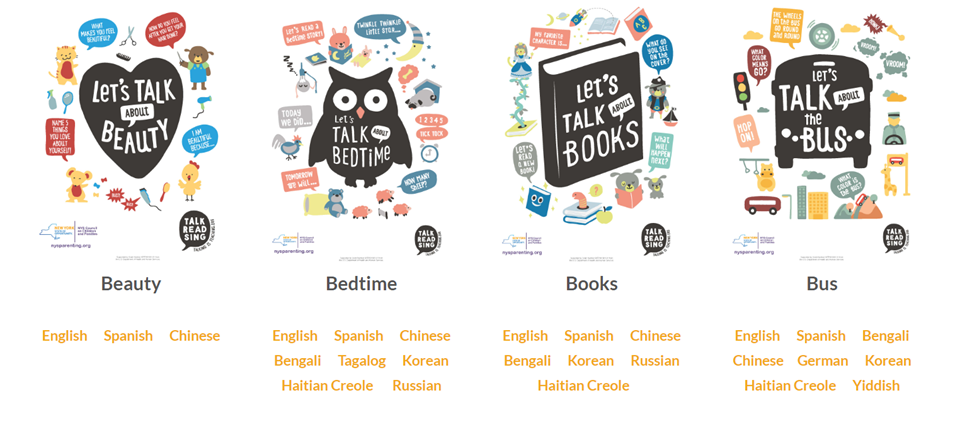 WHAT
MAKES YOU FEEL
BEAUTIFUL?
HOW DO YOU FEEL
AFTER YOU GET YOUR
HAIR DONE?
LET'S TALK
ABOUT
BEAUTY
NAME 5
THINGS YOU
LOVE ABOUT
YOURSELF!
I AM
BEAUTIFUL
BECAUSE...
nysparenting.org
TALK
READ
SING
Beauty
English Spanish Chinese
LET'S READ A
BEDTIME STORY!
TWINKLE TWINKLE
LITTLE STAR...
TODAY
WE DID...
LET'S
TALK ABOUT
BEDTIME
1 2 3 4 5
TICK TOCK
TOMORROW
WE WILL...
HOW MANY
SHEEP?
nysparenting.org
TALK
READ
SING
Bedtime
English Spanish Chinese
Bengali Tagalog Korean
Haitian Creole Russian
MY FAVORITE
CHARACTER IS...
WHAT DO
YOU SEE
ON THE
COVER?
LET'S
TALK ABOUT
BOOKS
LET'S
READ A
NEW
BOOK!
WHAT
WILL
HAPPEN
NEXT?
nysparenting.org
TALK
READ
SING
Books
English Spanish Chinese
Bengali Korean Russian
Haitian Creole
THE WHEELS
ON THE BUS
GO ROUND
AND ROUND
WHAT
COLOR
MEANS
GO?
VROOM!
VROOM!
LET'S
TALK ABOUT
the
BUS
HOP
ON!
WHAT
COLOR IS
THE BUS?
nysparenting.org
TALK
READ
SING
Bus
English Spanish Bengali
Chinese German Korean
Haitian Creole Yiddish